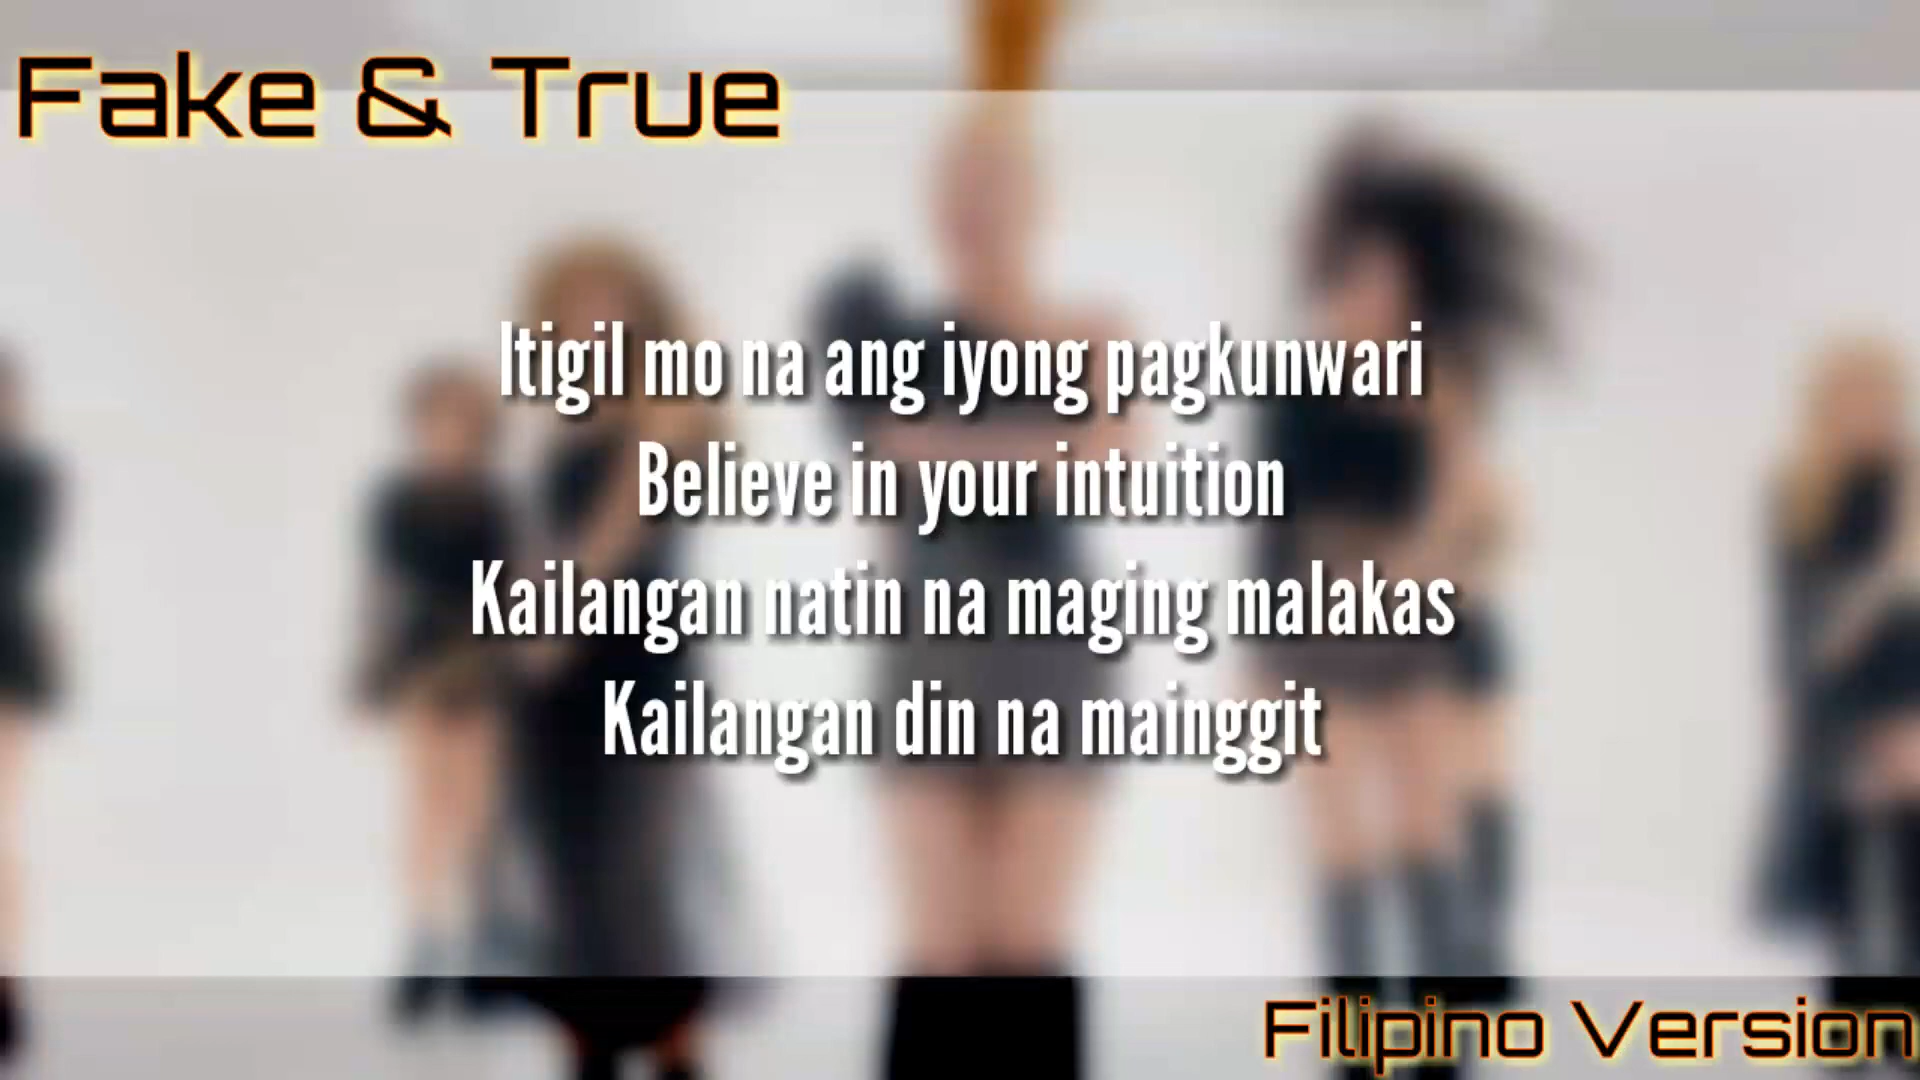 Fake & True
Itigil mo na ang iyong pagkunwari
Believe in your intuition
Kailangan natin na maging malakas
Kailangan din na mainggit
Filipino Version